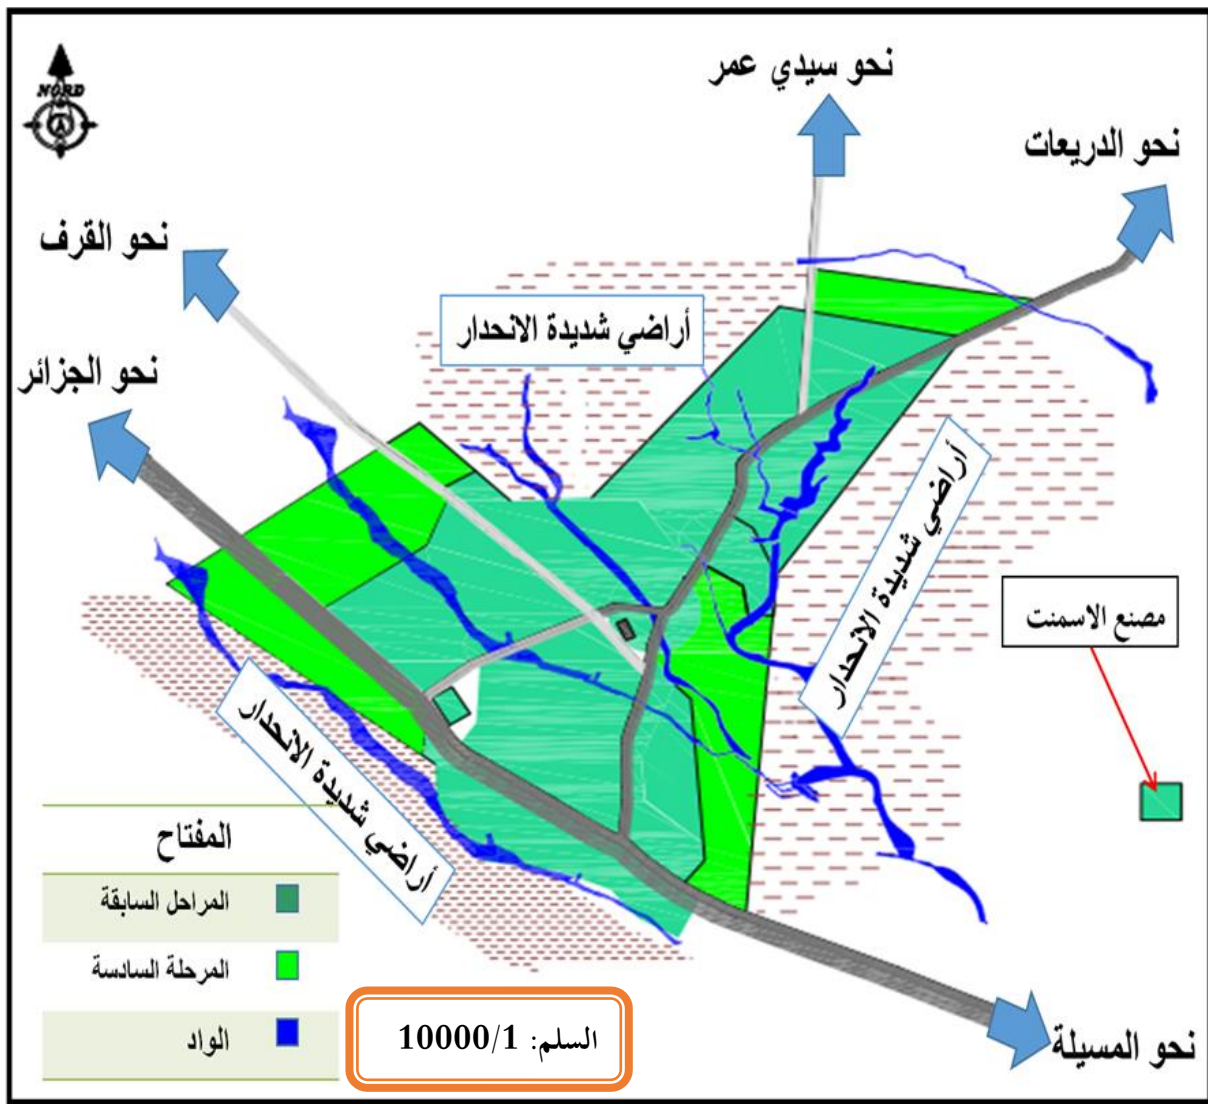 نحو سيدي عمر
نحو الدريعات
NORD
نحو القرف
نحو الجزائر
أراضي شديدة الانحدار
أراضي شديدة الانحدار
مصنع الاسمنت
أراضي شديدة الانحدار
المفتاح
المراحل السابقة
المرحلة السادسة
الواد
السلم: 10000/1
نحو المسيلة